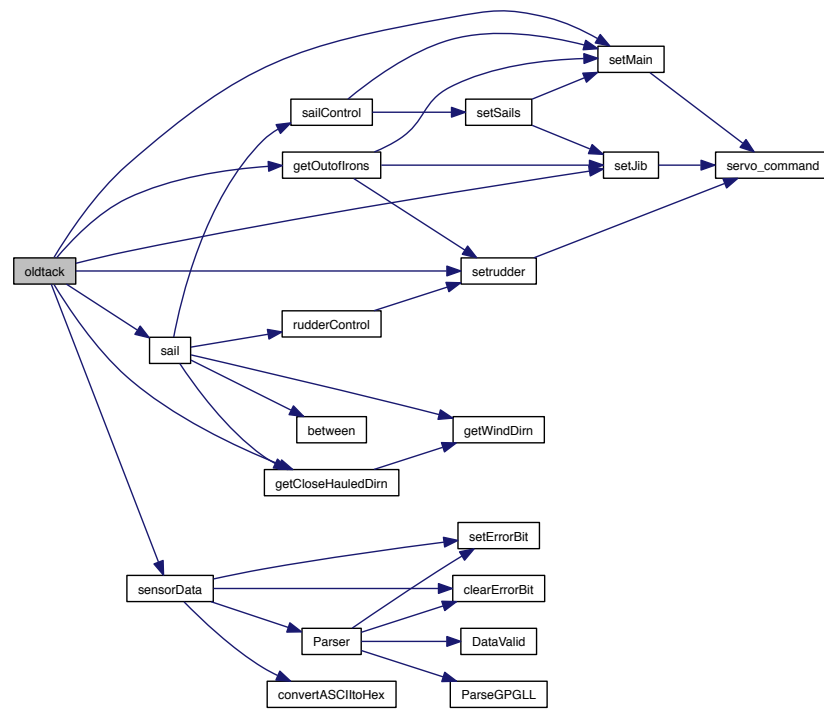 setMain
sailControl
setSails
getOutofIrons
setJib
servo_command
oldtack
setrudder
rudderControl
sail
between
getWindDirn
getCloseHauledDirn
setErrorBit
sensorData
clearErrorBit
Parser
DataValid
convertASCIItoHex
ParseGPGLL